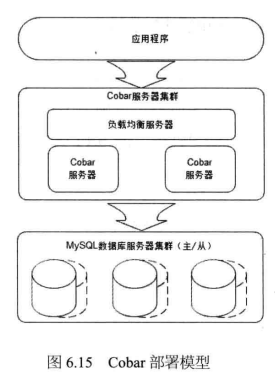 应用程序
Cobar服务器集群
负载均衡服务器
Cobar
服务器
Cobar
服务器
MySQL数据库服务器集群（主/从）
图 6.15 Cobar 部署模型